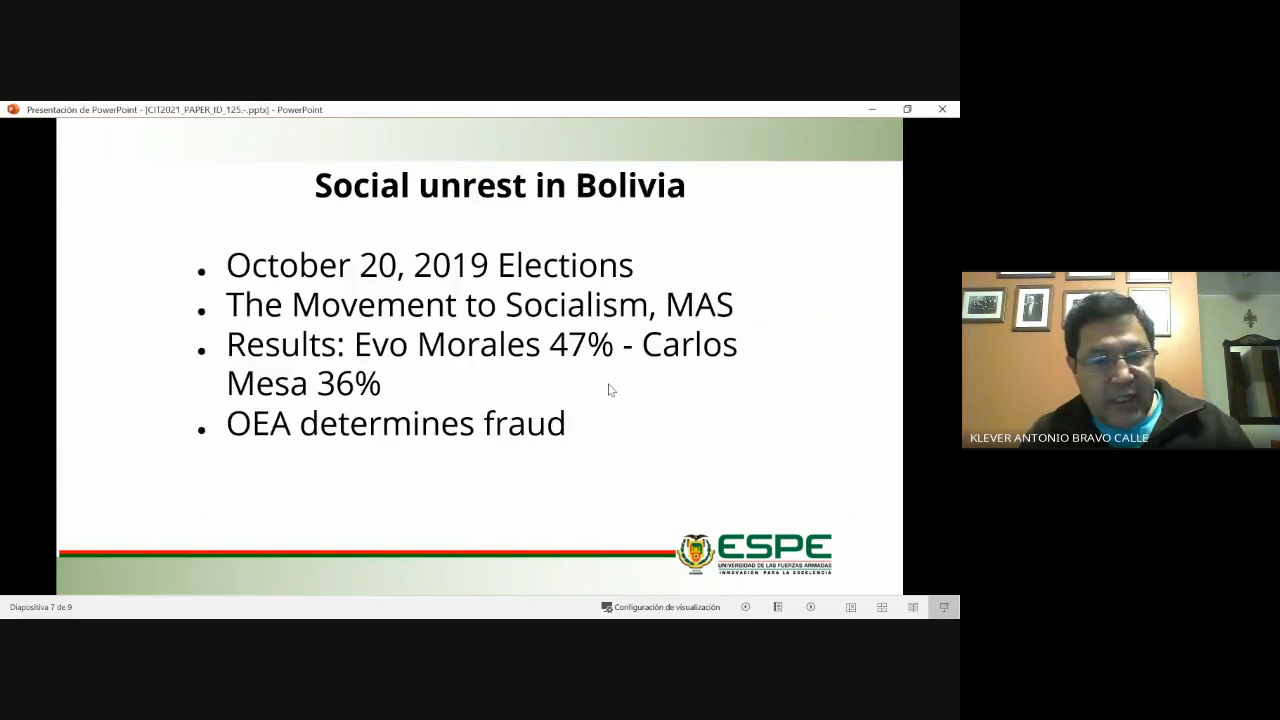 Presentación de PowerPoint - [CIT2021_PAPER_ID_125.-.pptx] - PowerPoint
Social unrest in Bolivia
• October 20, 2019 Elections
• The Movement to Socialism, MAS
• Results: Evo Morales 47% - Carlos
Mesa 36%
• OEA determines fraud
ESPE
UNIVERSIDAD DE LAS FUERZAS ARMADAS
INNOVACIÓN PARA LA EXCELENCIA
Diapositiva 7 de 9
Configuración de visualización
KLEVER ANTONIO BRAVO CALLE